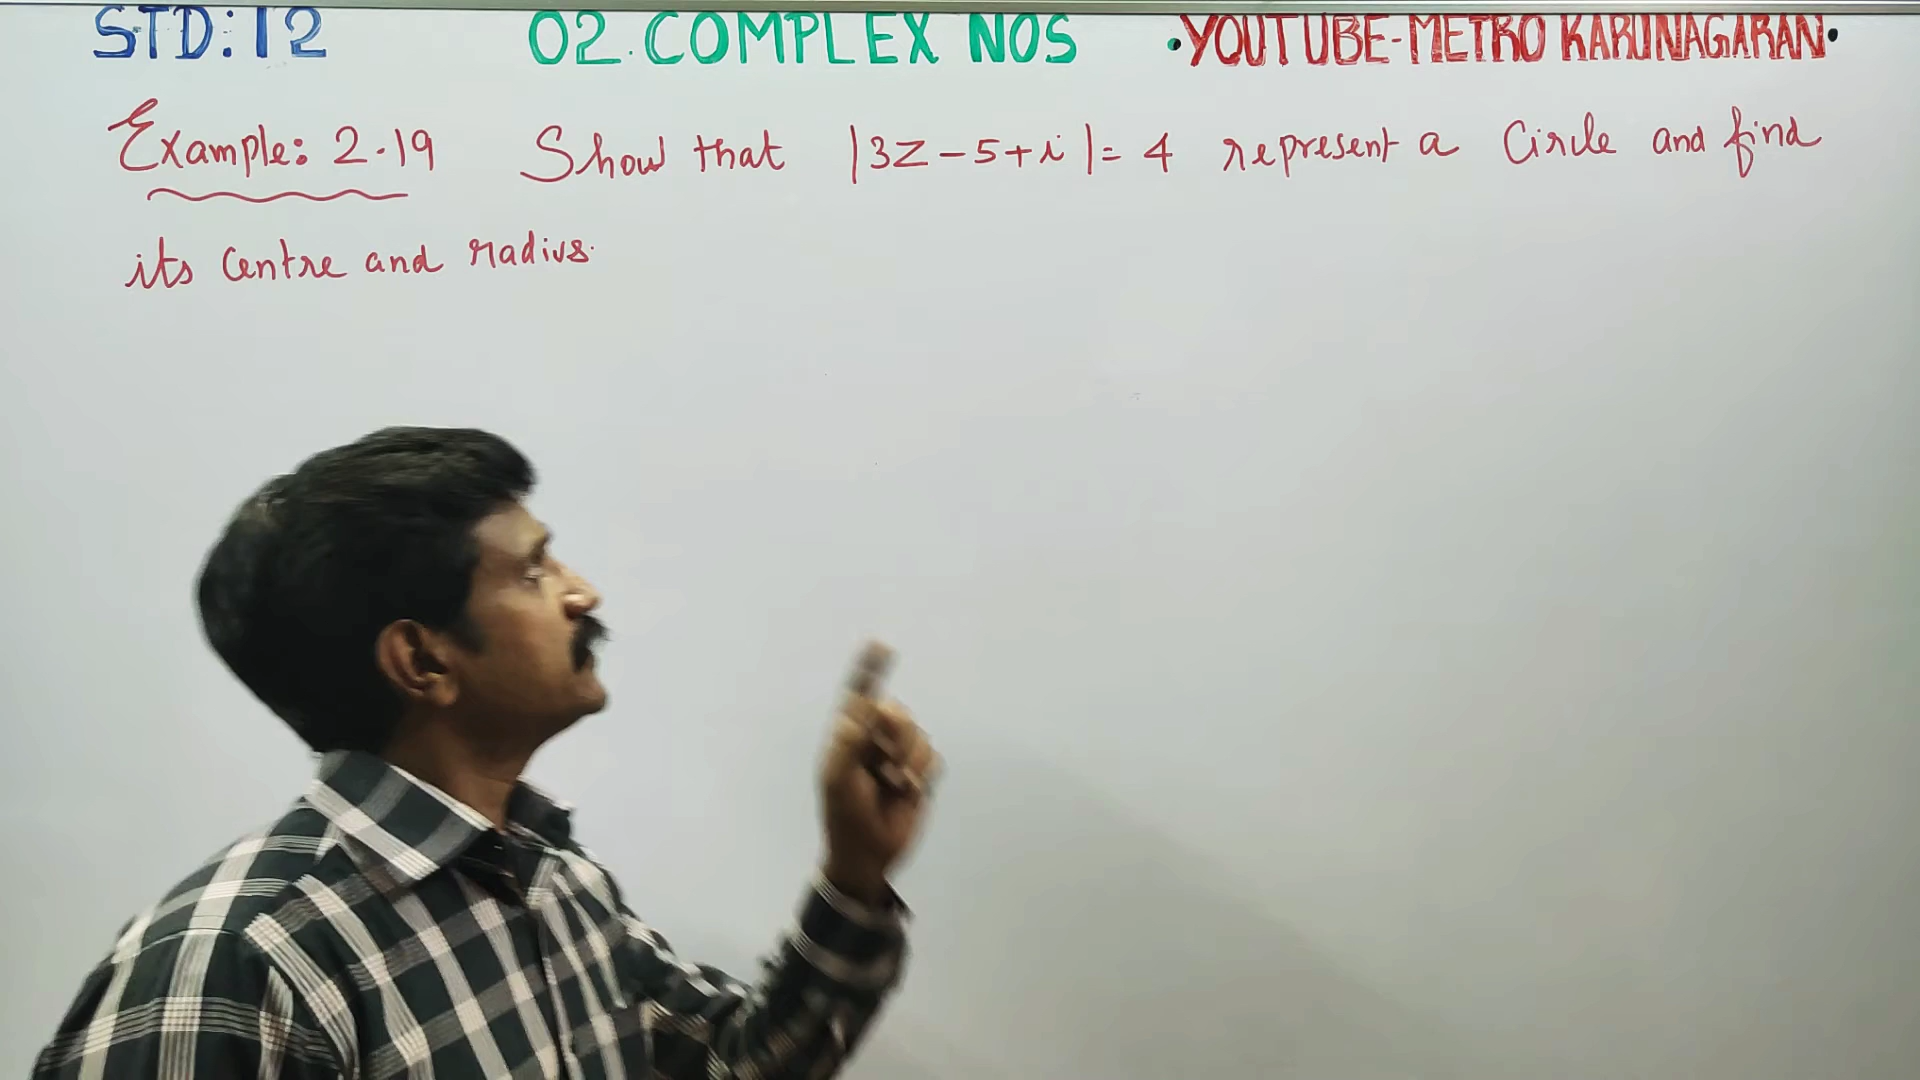 STD: 12 02. COMPLEX NOS •YOUTUBE-METRO KARUNAGARAN•
Example: 2.19 Show that |3z-5+i|= 4 represent a Circle and find
its Centre and radius.